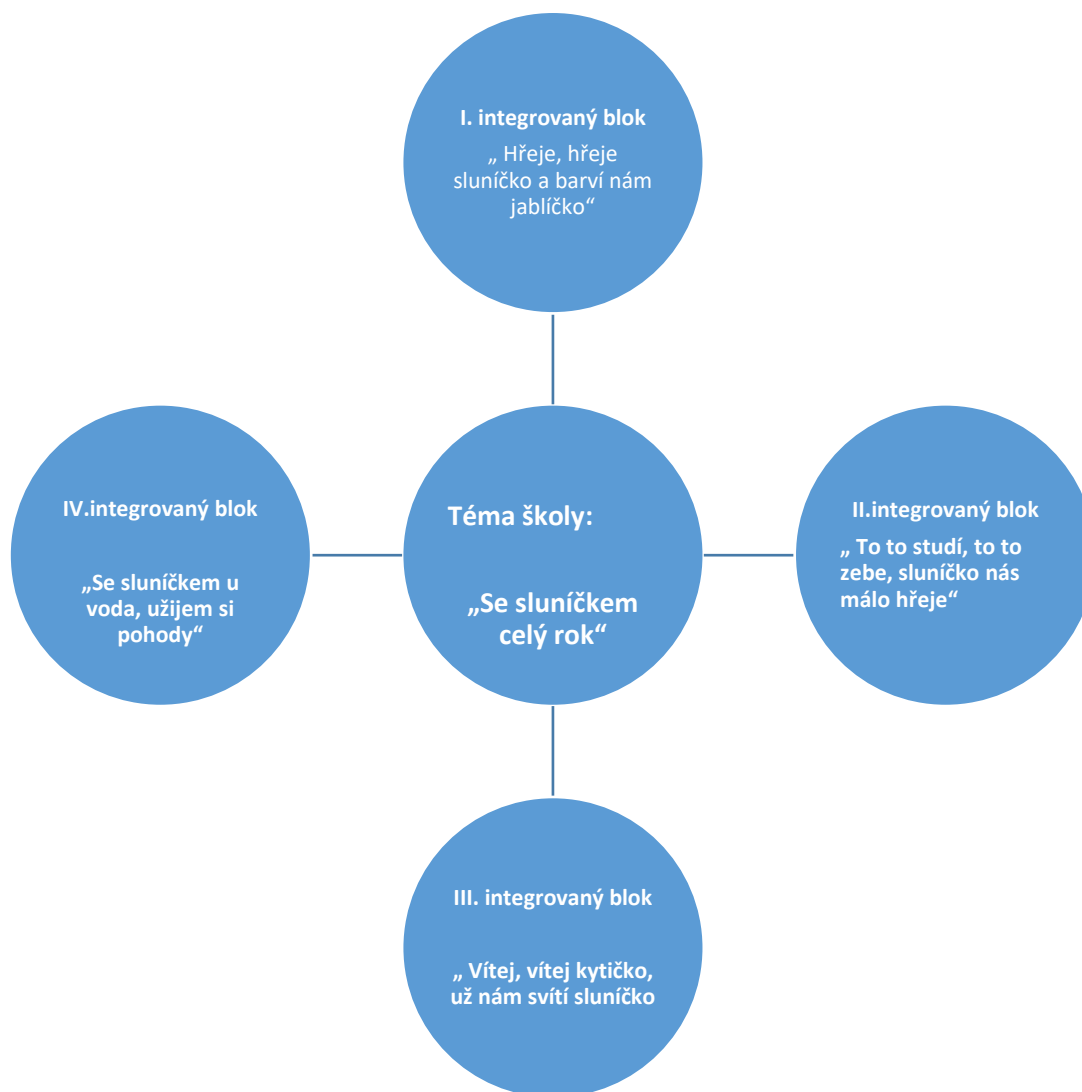 I. integrovaný blok
„ Hřeje, hřeje
sluníčko a barví nám
jablíčko“
IV.integrovaný blok
„Se sluníčkem u
voda, užijem si
pohody“
Téma školy:
„Se sluníčkem
celý rok“
II.integrovaný blok
„ To to studí, to to
zebe, sluníčko nás
málo hřeje“
III. integrovaný blok
„ Vítej, vítej kytičko,
už nám svítí sluníčko